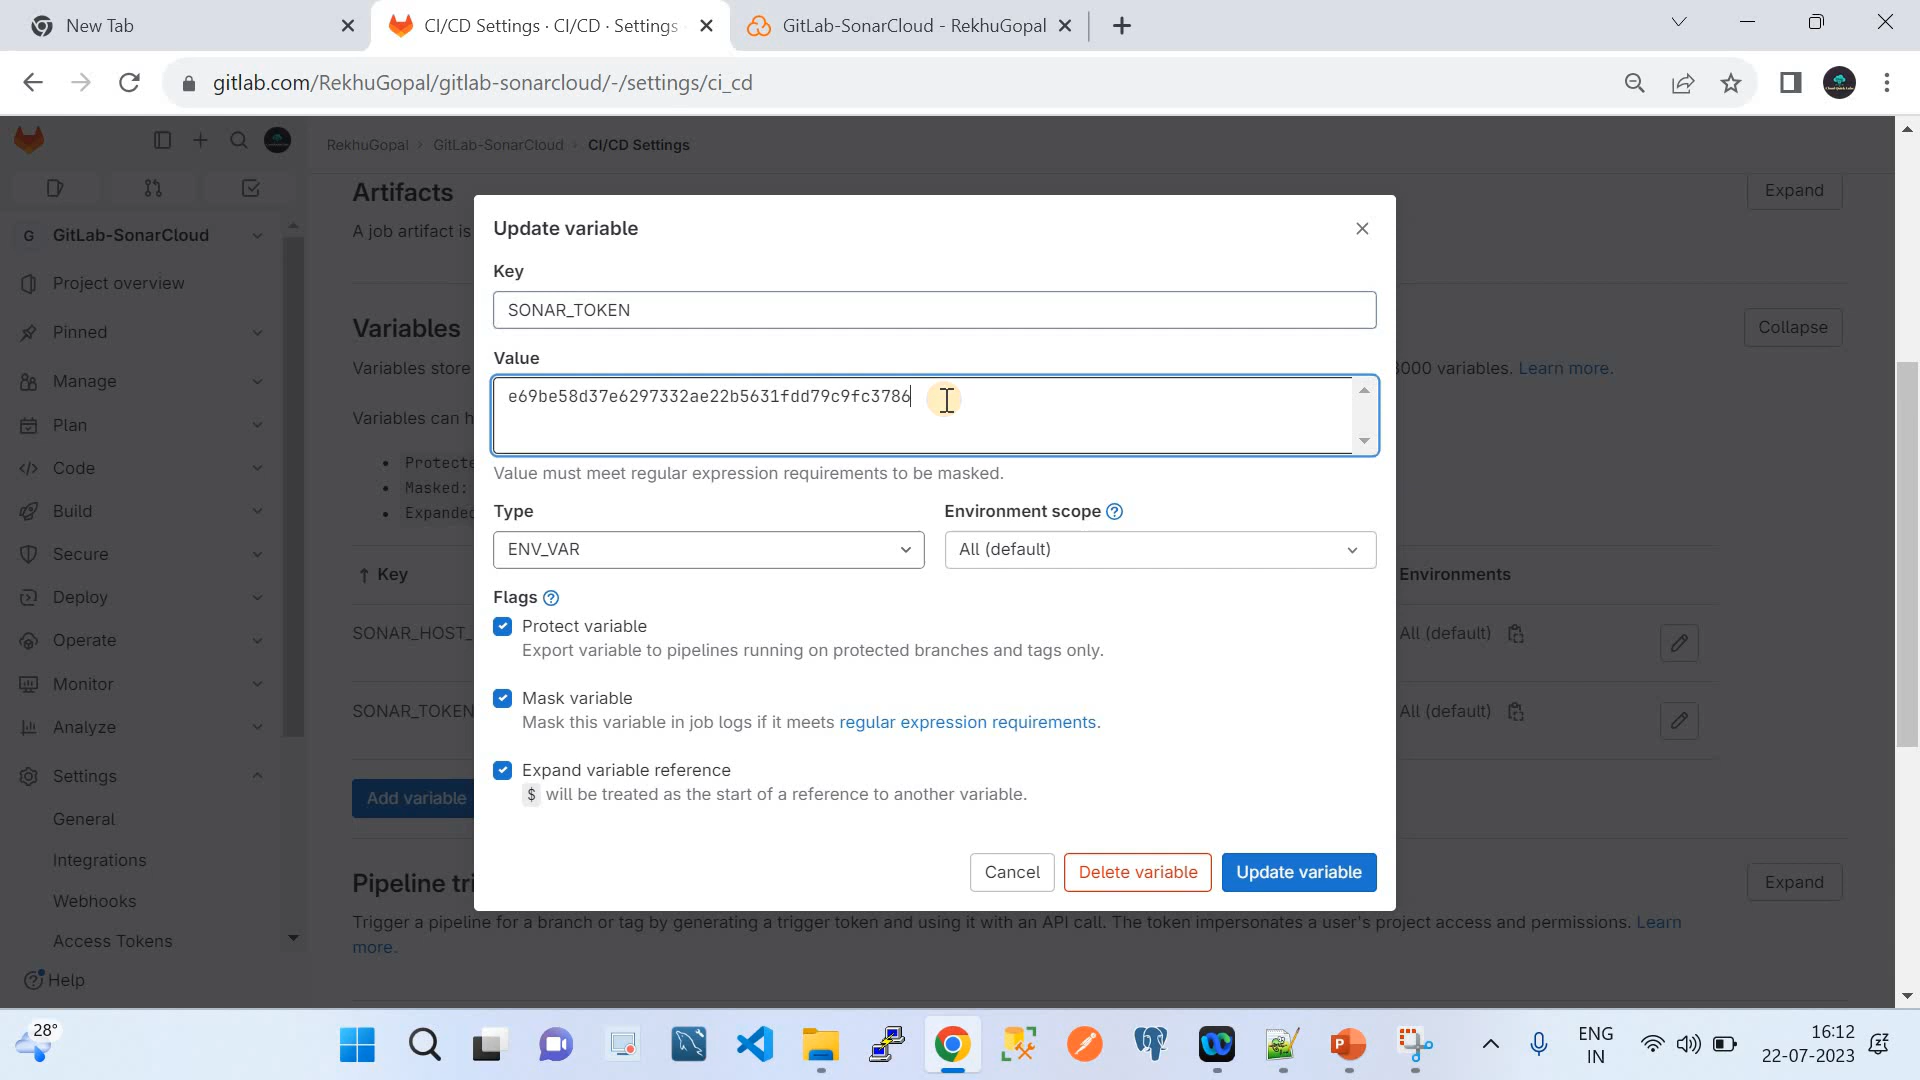 New Tab
CI/CD Settings · CI/CD · Settings
GitLab-SonarCloud - RekhuGopal
gitlab.com/RekhuGopal/gitlab-sonarcloud/-/settings/ci_cd
RekhuGopal › GitLab-SonarCloud › CI/CD Settings
G GitLab-SonarCloud
Project overview
Pinned
Manage
Plan
Code
Build
Secure
Deploy
Operate
Monitor
Analyze
Settings
General
Integrations
Webhooks
Access Tokens
Help
Artifacts
Expand
A job artifact is
Variables
Collapse
Variables store
variables. Learn more.
Variables can h
Protecte
Masked:
Expanded
↑ Key
Environments
SONAR_HOST_
All (default)
SONAR_TOKEN
All (default)
Add variable
Update variable
Key
SONAR_TOKEN
Value
e69be58d37e6297332ae22b5631fdd79c9fc3786
Value must meet regular expression requirements to be masked.
Type
Environment scope
ENV_VAR
All (default)
Flags
Protect variable
Export variable to pipelines running on protected branches and tags only.
Mask variable
Mask this variable in job logs if it meets regular expression requirements.
Expand variable reference
$ will be treated as the start of a reference to another variable.
Cancel
Delete variable
Update variable
Pipeline tri
Expand
Trigger a pipeline for a branch or tag by generating a trigger token and using it with an API call. The token impersonates a user's project access and permissions. Learn
more.
28°
ENG
IN
16:12
22-07-2023